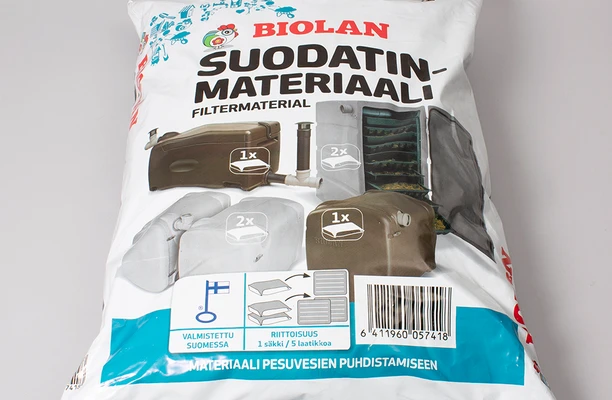 BIOLAN
SUODATIN-
MATERIAALI
FILTERMATERIAL
1x
2x
2x
1x
VALMISTETTU
SUOMESSA
RIITTOISUUS
1 säkki / 5 laatikkoa
6 411960 057418
MATERIAALI PESUVESIEN PUHDISTAMISEEN